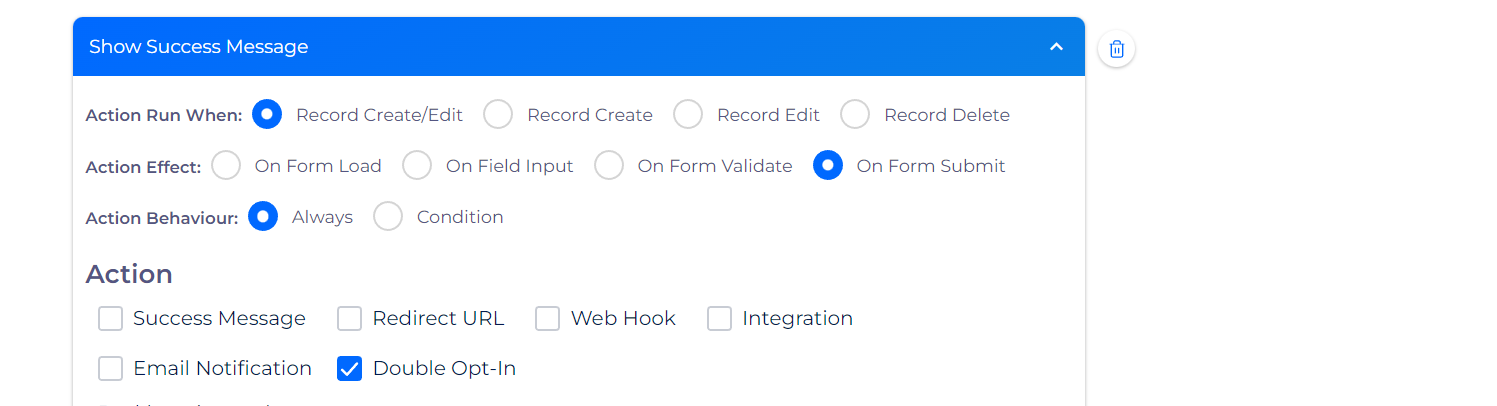 Show Success Message
Action Run When: Record Create/Edit Record Create Record Edit Record Delete
Action Effect: On Form Load On Field Input On Form Validate On Form Submit
Action Behaviour: Always Condition
Action
Success Message Redirect URL Web Hook Integration
Email Notification Double Opt-In